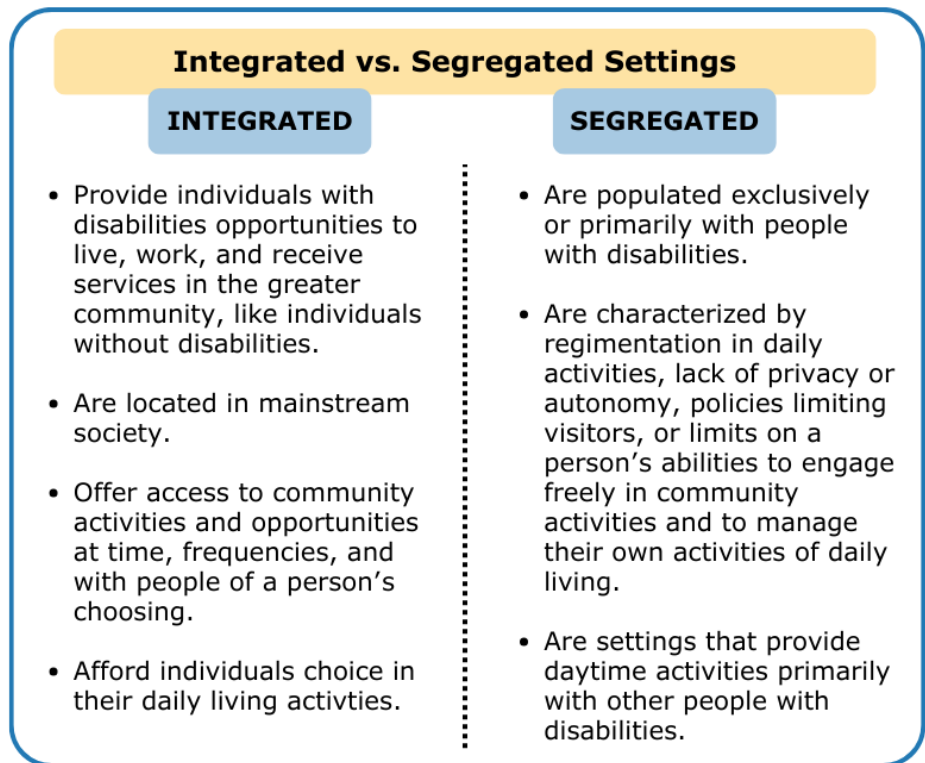 Integrated vs. Segregated Settings
INTEGRATED
• Provide individuals with
disabilities opportunities to
live, work, and receive
services in the greater
community, like individuals
without disabilities.
• Are located in mainstream
society.
• Offer access to community
activities and opportunities
at time, frequencies, and
with people of a person’s
choosing.
• Afford individuals choice in
their daily living activties.
SEGREGATED
• Are populated exclusively
or primarily with people
with disabilities.
• Are characterized by
regimentation in daily
activities, lack of privacy or
autonomy, policies limiting
visitors, or limits on a
person’s abilities to engage
freely in community
activities and to manage
their own activities of daily
living.
• Are settings that provide
daytime activities primarily
with other people with
disabilities.